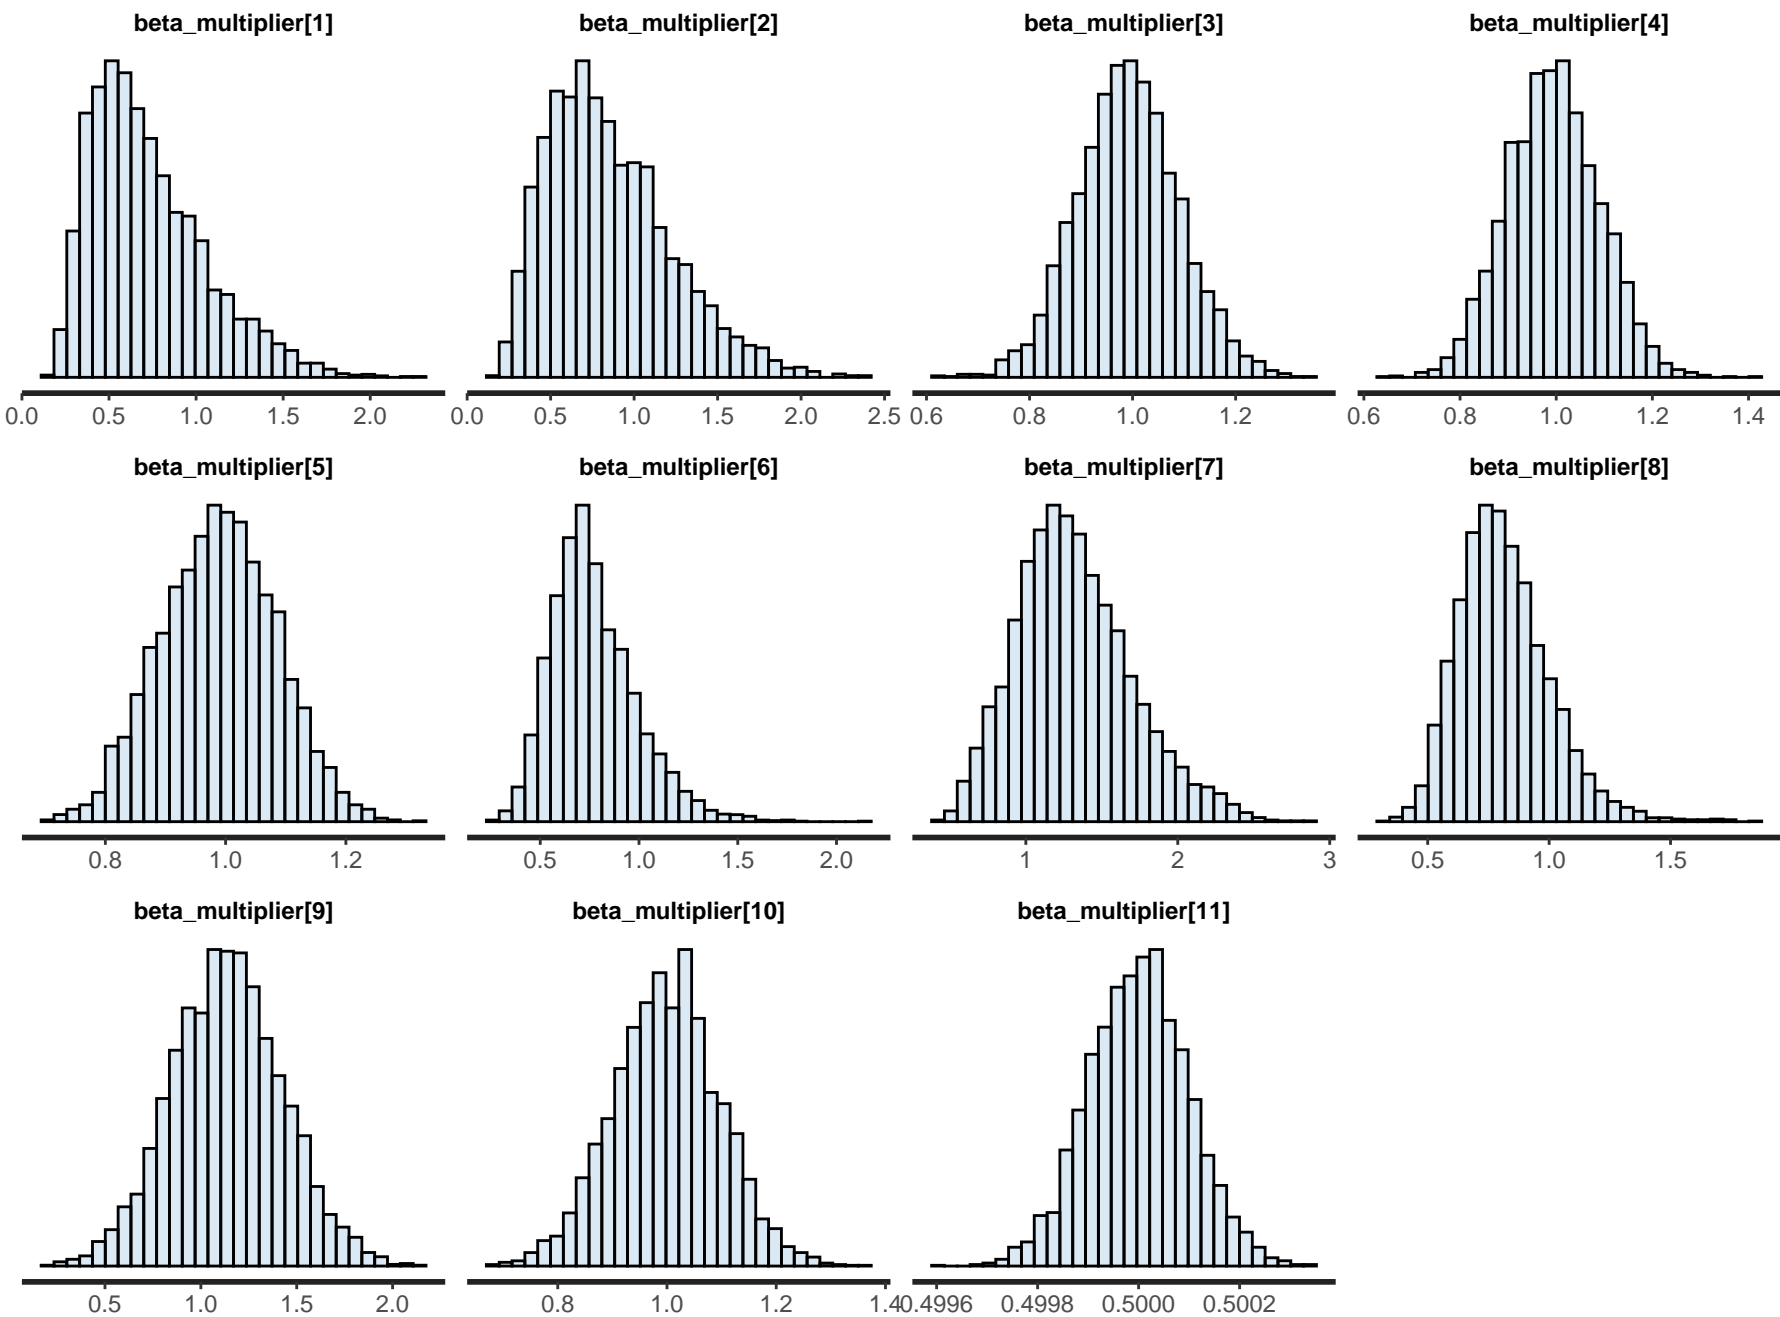 beta_multiplier[1] beta_multiplier[2] beta_multiplier[3] beta_multiplier[4]
0.0 0.5 1.0 1.5 2.0 0.0 0.5 1.0 1.5 2.0 2.5 0.6 0.8 1.0 1.2 0.6 0.8 1.0 1.2 1.4
beta_multiplier[5] beta_multiplier[6] beta_multiplier[7] beta_multiplier[8]
0.8 1.0 1.2 0.5 1.0 1.5 2.0 1 2 3 0.5 1.0 1.5
beta_multiplier[9] beta_multiplier[10] beta_multiplier[11]
0.5 1.0 1.5 2.0 0.8 1.0 1.2 1.4 0.4996 0.4998 0.5000 0.5002